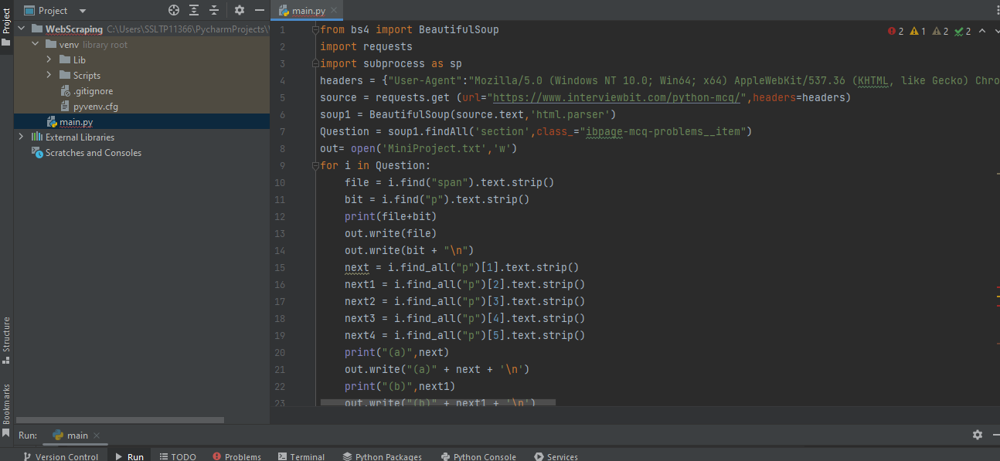 Project
main.py
Project
WebScraping C:\Users\SSLTP11366\PycharmProjects\
venv library root
Lib
Scripts
.gitignore
pyvenv.cfg
main.py
External Libraries
Scratches and Consoles
2 1 2 2
1 from bs4 import BeautifulSoup
2 import requests
3 import subprocess as sp
4 headers = {"User-Agent":"Mozilla/5.0 (Windows NT 10.0; Win64; x64) AppleWebKit/537.36 (KHTML, like Gecko) Chro
5 source = requests.get (url="https://www.interviewbit.com/python-mcq/",headers=headers)
6 soup1 = BeautifulSoup(source.text,'html.parser')
7 Question = soup1.findAll('section',class_="ibpage-mcq-problems__item")
8 out= open('MiniProject.txt','w')
9 for i in Question:
10 file = i.find("span").text.strip()
11 bit = i.find("p").text.strip()
12 print(file+bit)
13 out.write(file)
14 out.write(bit + "\n")
15 next = i.find_all("p")[1].text.strip()
16 next1 = i.find_all("p")[2].text.strip()
17 next2 = i.find_all("p")[3].text.strip()
18 next3 = i.find_all("p")[4].text.strip()
19 next4 = i.find_all("p")[5].text.strip()
20 print("(a)",next)
21 out.write("(a)" + next + '\n')
22 print("(b)",next1)
23 out.write("(b)" + next1 + '\n')
Structure
Bookmarks
Run: main
Version Control Run TODO Problems Terminal Python Packages Python Console Services